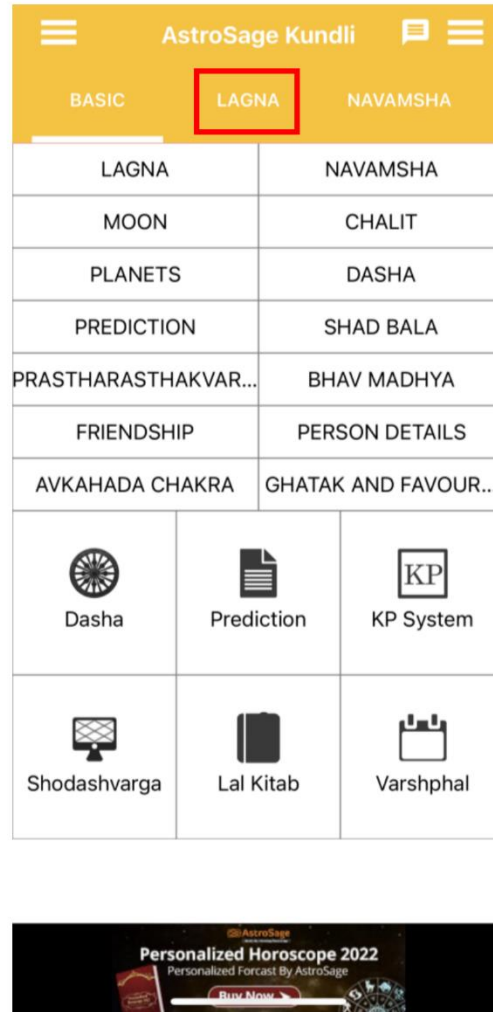 AstroSage Kundli
BASIC LAGNA NAVAMSHA
LAGNA NAVAMSHA
MOON CHALIT
PLANETS DASHA
PREDICTION SHAD BALA
PRASTHARASTHAKVAR... BHAV MADHYA
FRIENDSHIP PERSON DETAILS
AVKAHADA CHAKRA GHATAK AND FAVOUR..
KP
Dasha Prediction KP System
Shodashvarga Lal Kitab Varshphal
AstroSage
Personalized Horoscope 2022
Personalized Forcast By AstroSage
Buy Now